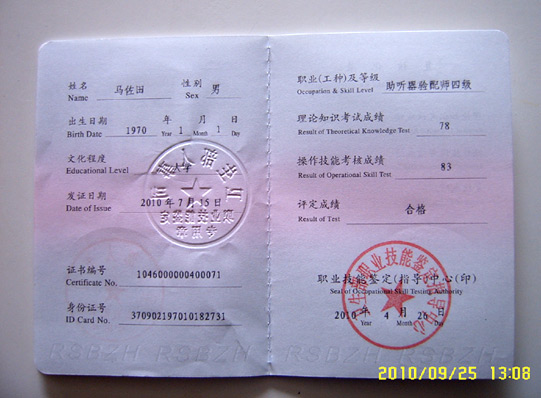 姓名 马佐田 性别 男
Name Sex
出生日期 1970 年 1 月 1 日
Birth Date Year Month Day
文化程度
Educational Level
发证日期 2010 年 7 月 15 日
Date of Issue
证书编号 1046000000400071
Certificate No.
身份证号 370902197010182731
ID Card No.
职业(工种)及等级 助听器验配师四级
Occupation & Skill Level
理论知识考试成绩 78
Result of Theoretical Knowledge Test
操作技能考核成绩 83
Result of Operational Skill Test
评定成绩 合格
Result of Test
职业技能鉴定(指导)中心(印)
Seal of Occupational Skill Testing Authority
2010 年 4 月 26 日
Year Month Day
RSBZH RSBZH RSBZH RSBZH
2010/09/25 13:08